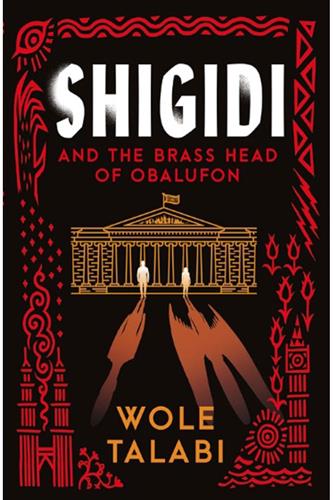 SHIGIDI
AND THE BRASS HEAD
OF OBALUFON
WOLE
TALABI